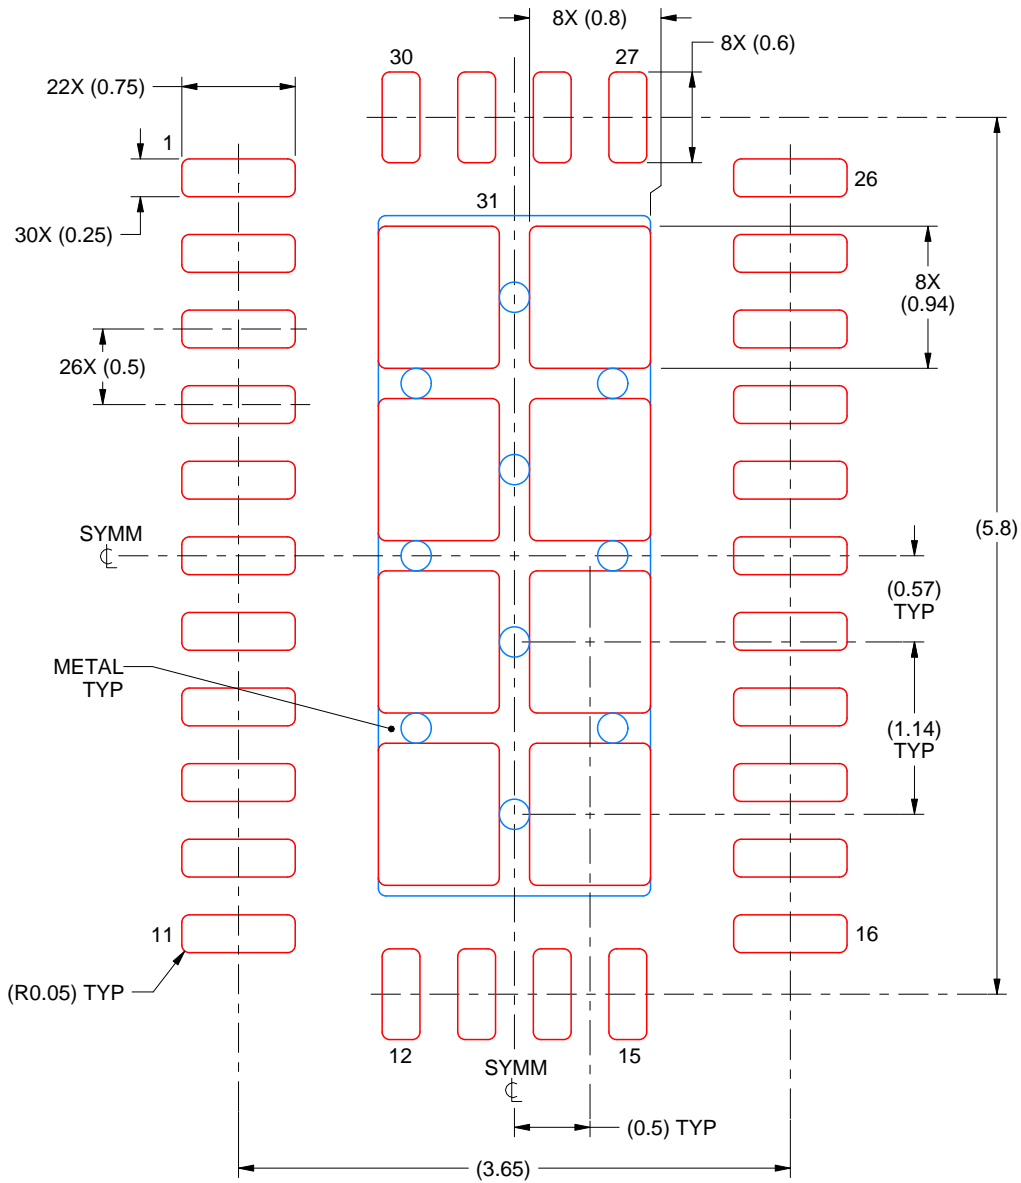 8X (0.8)
30
27
8X (0.6)
22X (0.75)
1
26
31
30X (0.25)
8X
(0.94)
26X (0.5)
(5.8)
SYMM
℄
(0.57)
TYP
METAL
TYP
(1.14)
TYP
11
16
(R0.05) TYP
12
15
SYMM
℄
(0.5) TYP
(3.65)